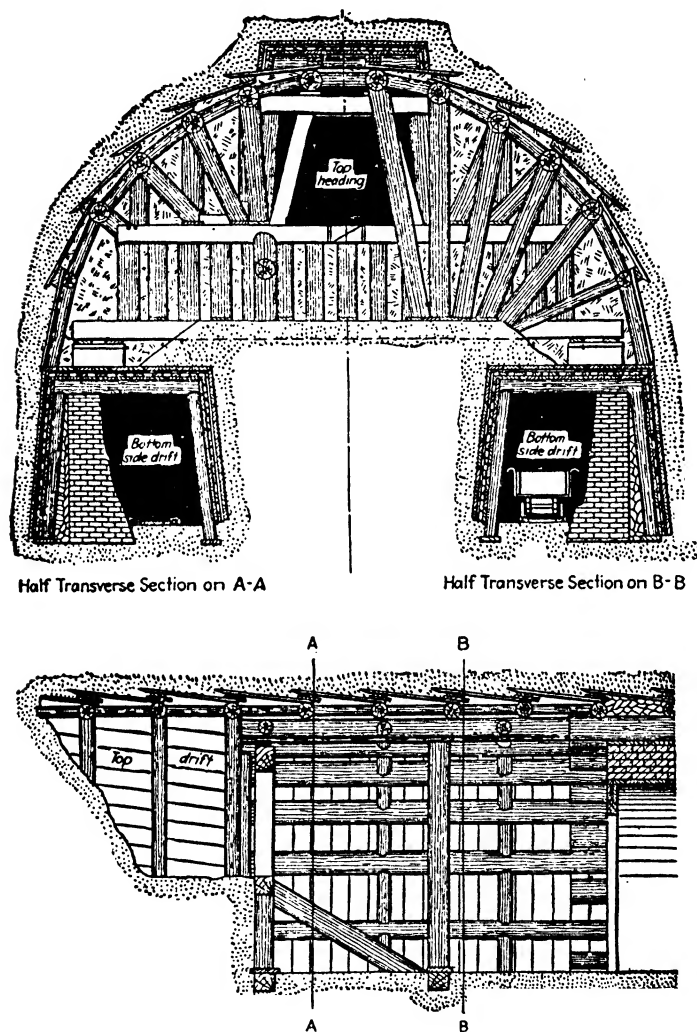 Top
heading
Bottom
side drift
Bottom
side drift
Half Transverse Section on A-A
Half Transverse Section on B-B
A
B
Top drift
A
B